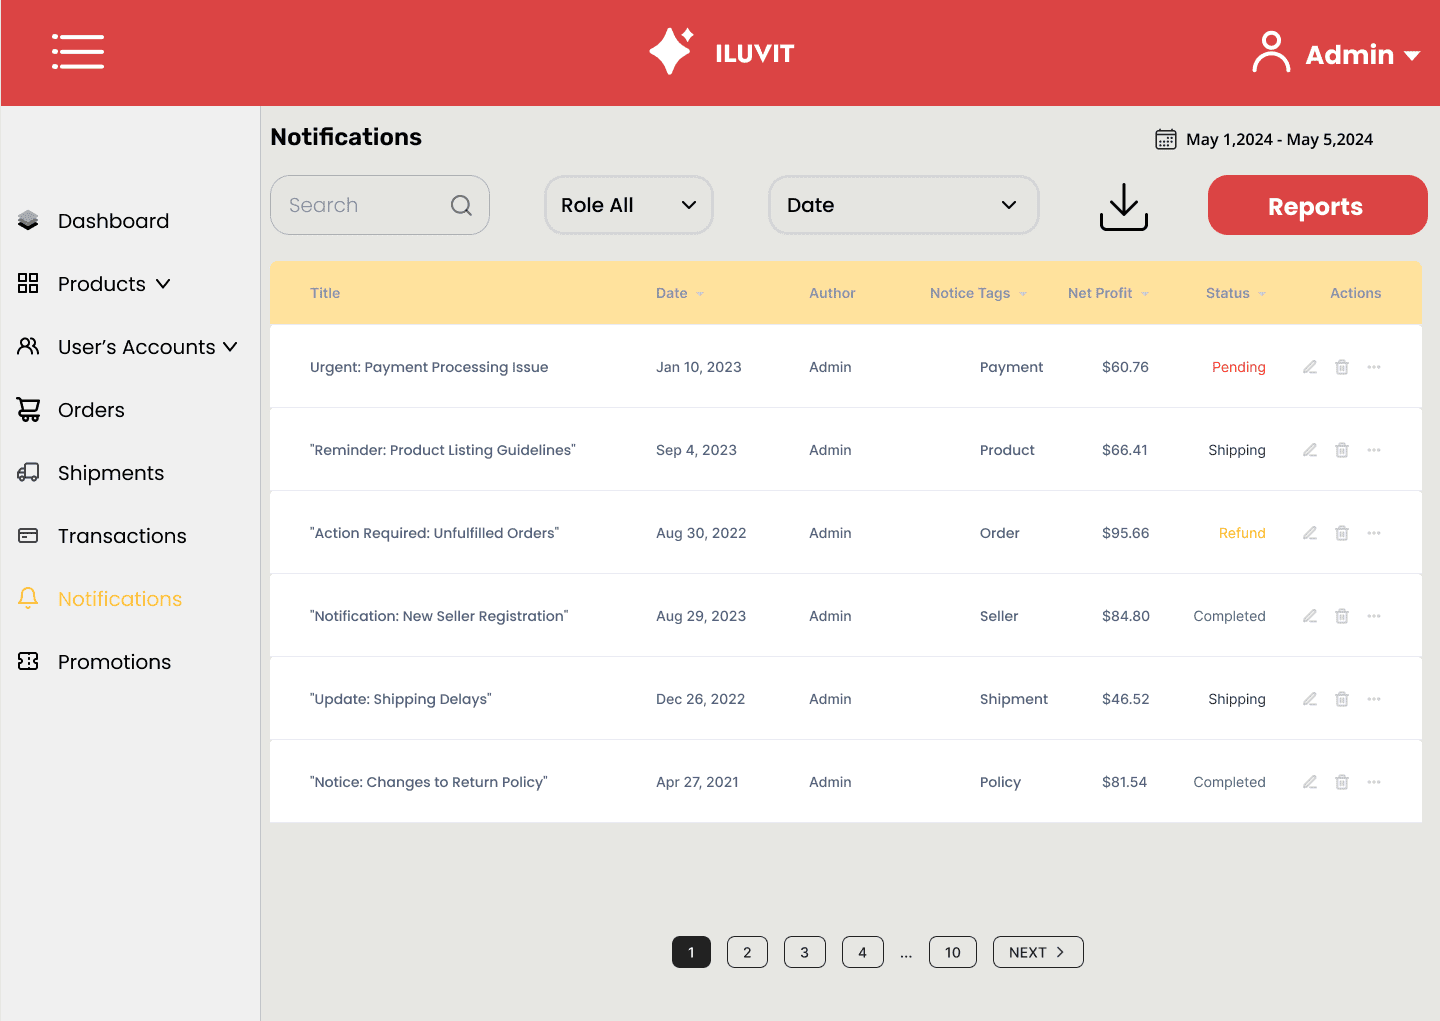 ILUVIT
Admin
Notifications
May 1,2024 - May 5,2024
Search
Role All
Date
Reports
Dashboard
Products
User’s Accounts
Orders
Shipments
Transactions
Notifications
Promotions
Title Date Author Notice Tags Net Profit Status Actions
Urgent: Payment Processing Issue Jan 10, 2023 Admin Payment $60.76 Pending
"Reminder: Product Listing Guidelines" Sep 4, 2023 Admin Product $66.41 Shipping
"Action Required: Unfulfilled Orders" Aug 30, 2022 Admin Order $95.66 Refund
"Notification: New Seller Registration" Aug 29, 2023 Admin Seller $84.80 Completed
"Update: Shipping Delays" Dec 26, 2022 Admin Shipment $46.52 Shipping
"Notice: Changes to Return Policy" Apr 27, 2021 Admin Policy $81.54 Completed
1 2 3 4 ... 10 NEXT